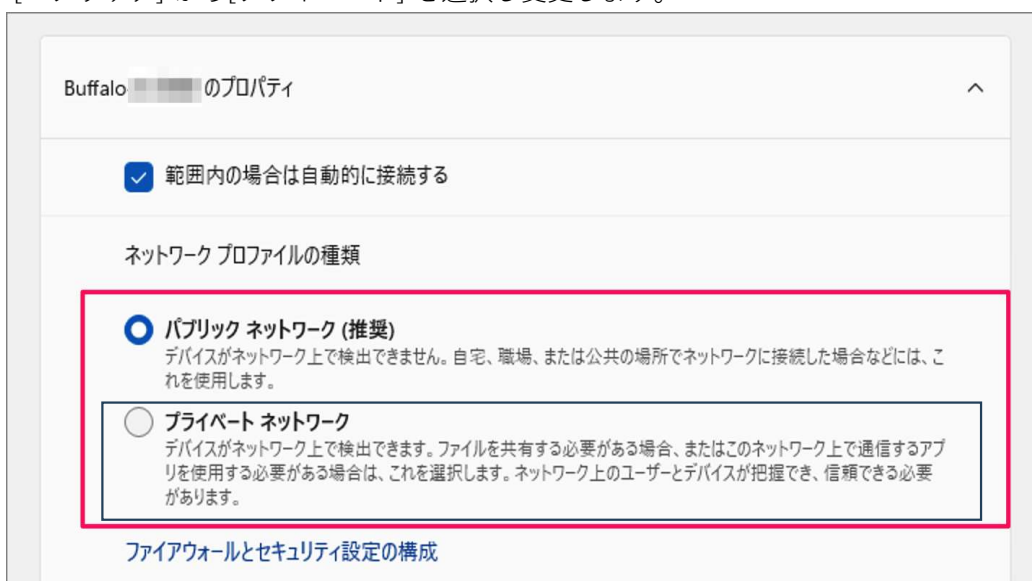 Buffalo のプロパティ
範囲内の場合は自動的に接続する
ネットワーク プロファイルの種類
パブリック ネットワーク (推奨)
デバイスがネットワーク上で検出できません。自宅、職場、または公共の場所でネットワークに接続した場合などには、こ
れを使用します。
プライベート ネットワーク
デバイスがネットワーク上で検出できます。ファイルを共有する必要がある場合、またはこのネットワーク上で通信するアプ
リを使用する必要がある場合は、これを選択します。ネットワーク上のユーザーとデバイスが把握でき、信頼できる必要
があります。
ファイアウォールとセキュリティ設定の構成